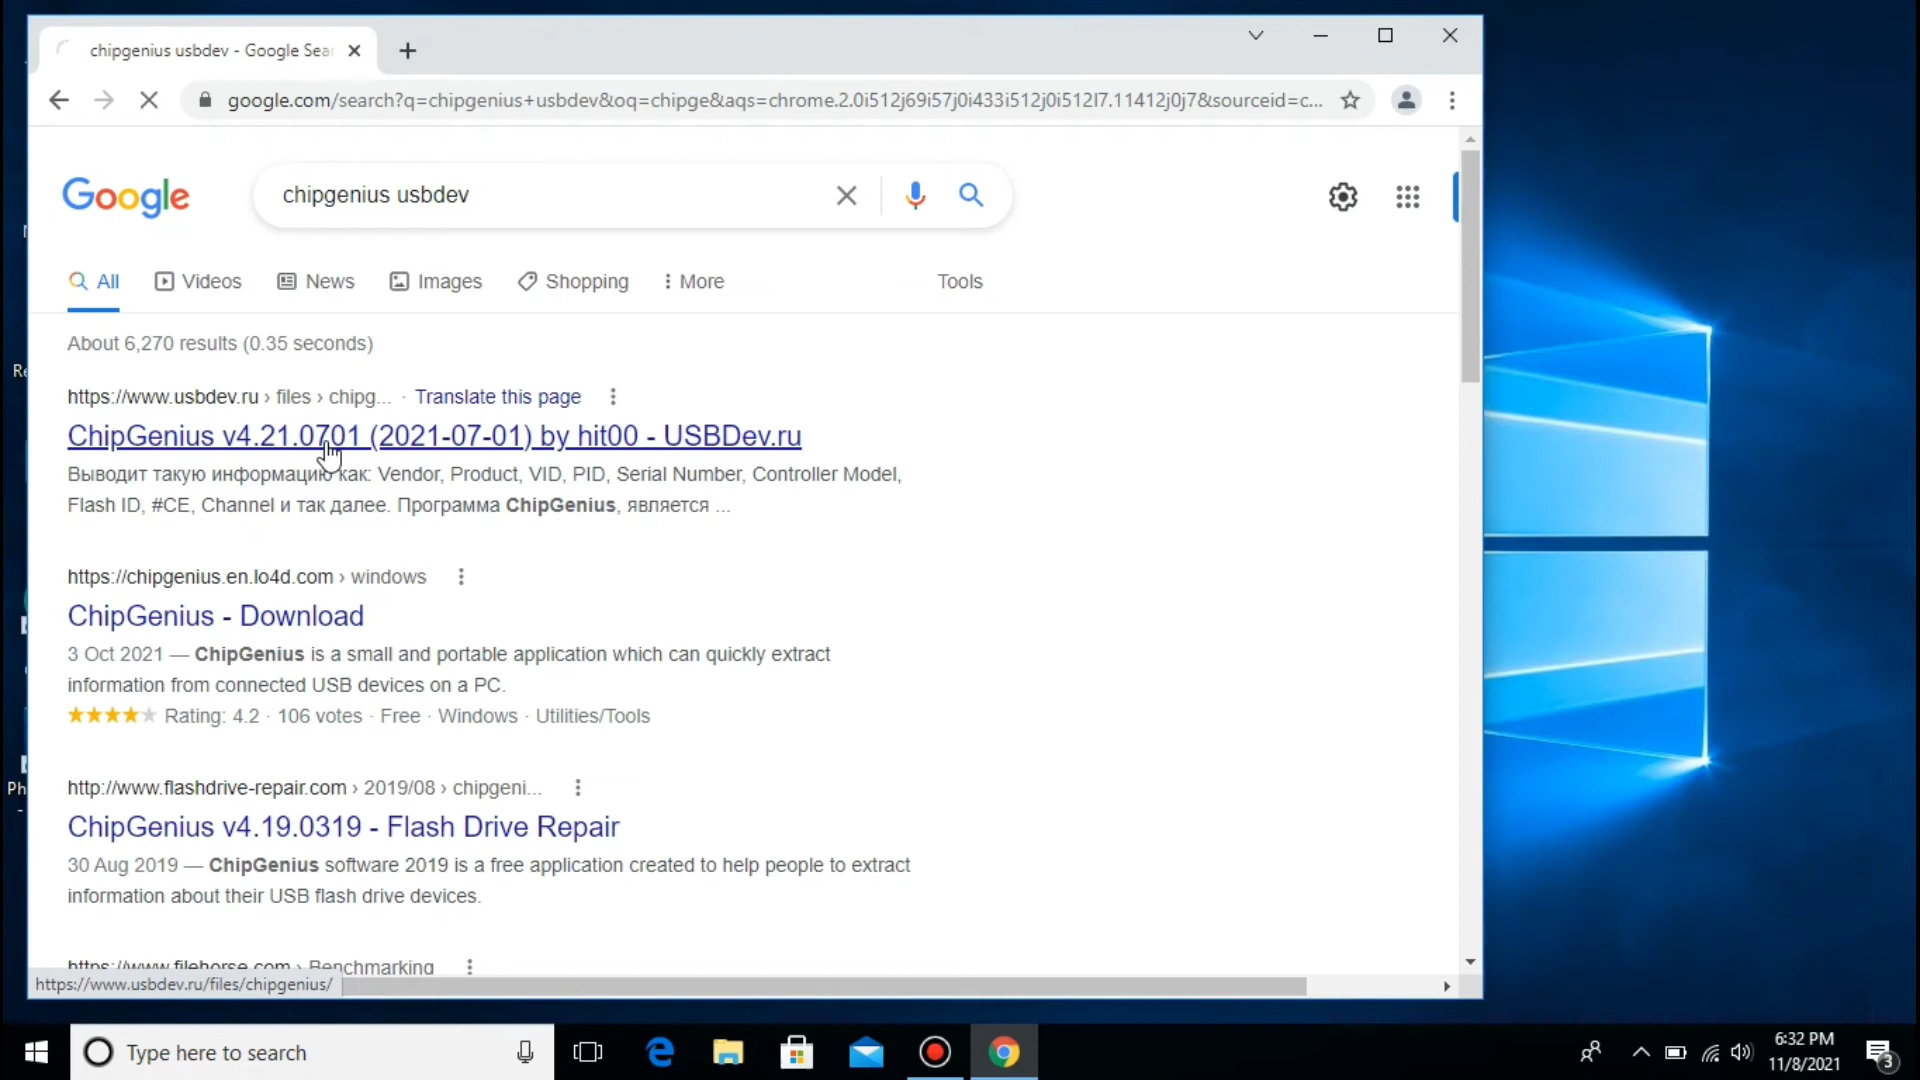 chipgenius usbdev - Google Sear
google.com/search?q=chipgenius+usbdev&oq=chipge&aqs=chrome.2.0i512j69i57j0i433i512j0i512l7.11412j0j7&sourceid=c...
Google
chipgenius usbdev
All
Videos
News
Images
Shopping
More
Tools
About 6,270 results (0.35 seconds)
https://www.usbdev.ru › files › chipg... · Translate this page
ChipGenius v4.21.0701 (2021-07-01) by hit00 - USBDev.ru
Выводит такую информацию как: Vendor, Product, VID, PID, Serial Number, Controller Model,
Flash ID, #CE, Channel и так далее. Программа ChipGenius, является ...
https://chipgenius.en.lo4d.com › windows
ChipGenius - Download
3 Oct 2021 — ChipGenius is a small and portable application which can quickly extract
information from connected USB devices on a PC.
Rating: 4.2 · 106 votes · Free · Windows · Utilities/Tools
http://www.flashdrive-repair.com › 2019/08 › chipgeni...
ChipGenius v4.19.0319 - Flash Drive Repair
30 Aug 2019 — ChipGenius software 2019 is a free application created to help people to extract
information about their USB flash drive devices.
https://www.filehorse.com › Benchmarking
https://www.usbdev.ru/files/chipgenius/
Re
Ph
-
Type here to search
6:32 PM
11/8/2021
3